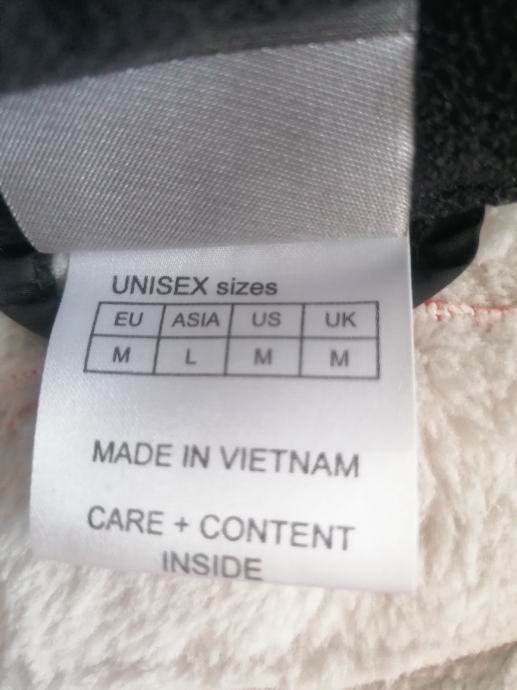 UNISEX sizes
EU ASIA US UK
M L M M
MADE IN VIETNAM
CARE + CONTENT
INSIDE